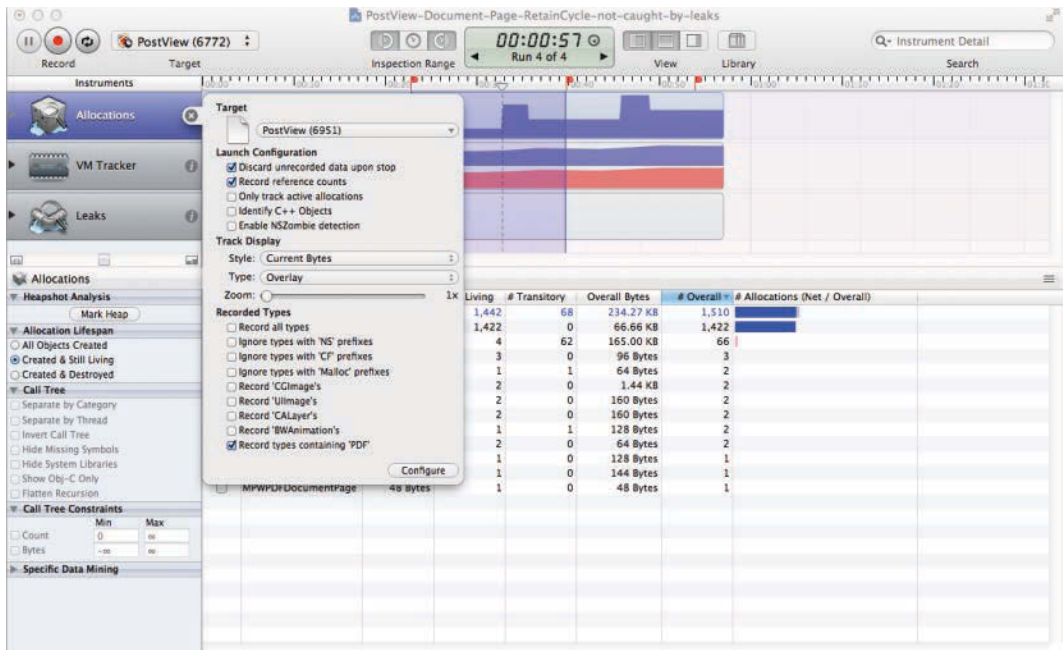 PostView-Document-Page-RetainCycle-not-caught-by-leaks
PostView (6772)
00:00:57
Run 4 of 4
Instrument Detail
Record
Target
Inspection Range
View
Library
Search
Instruments
Allocations
VM Tracker
Leaks
Target
PostView (6951)
Launch Configuration
Discard unrecorded data upon stop
Record reference counts
Only track active allocations
Identify C++ Objects
Enable NSZombie detection
Track Display
Style: Current Bytes
Type: Overlay
Zoom: 1x
Recorded Types
Record all types
Ignore types with 'NS' prefixes
Ignore types with 'CF' prefixes
Ignore types with 'Malloc' prefixes
Record 'CGImage's
Record 'UIImage's
Record 'CALayer's
Record 'BWAnimation's
Record types containing 'PDF'
Configure
Allocations
Heapshot Analysis
Mark Heap
Allocation Lifespan
All Objects Created
Created & Still Living
Created & Destroyed
Call Tree
Separate by Category
Separate by Thread
Invert Call Tree
Hide Missing Symbols
Hide System Libraries
Show Obj-C Only
Flatten Recursion
Call Tree Constraints
Min Max
Count 0 ∞
Bytes -∞ ∞
Specific Data Mining
Living # Transitory Overall Bytes # Overall # Allocations (Net / Overall)
1,442 68 234.27 KB 1,510
1,422 0 66.66 KB 1,422
4 62 165.00 KB 66
3 0 96 Bytes 3
1 1 64 Bytes 2
2 0 1.44 KB 2
2 0 160 Bytes 2
2 0 160 Bytes 2
1 1 128 Bytes 2
2 0 64 Bytes 2
1 0 128 Bytes 1
1 0 144 Bytes 1
MPWPDFDocumentPage 48 Bytes 1 0 48 Bytes 1